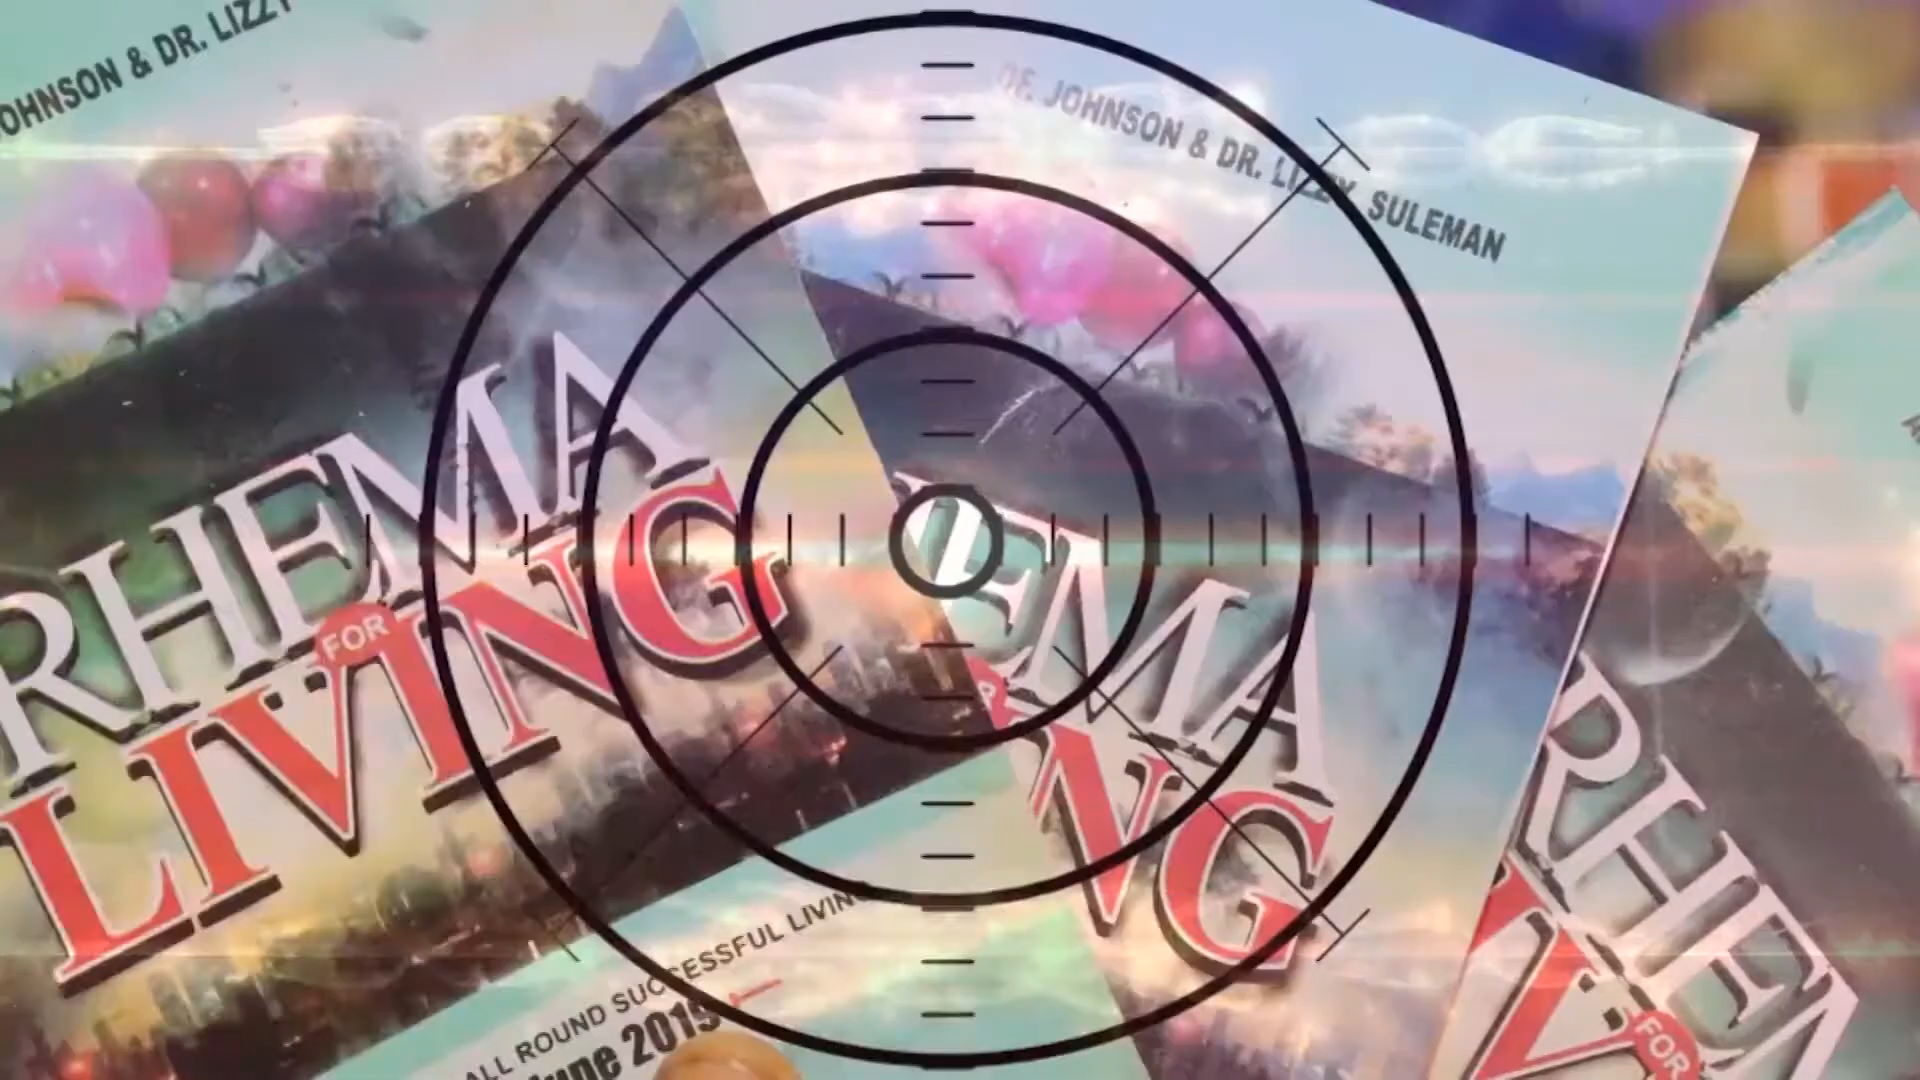 JOHNSON & DR. LIZZY
RHEMA
FOR
LIVING
ALL ROUND SUCCESSFUL LIVING
June 2019
JOHNSON & DR. LIZZY SULEMAN
EMA
NG
RHEM
FOR